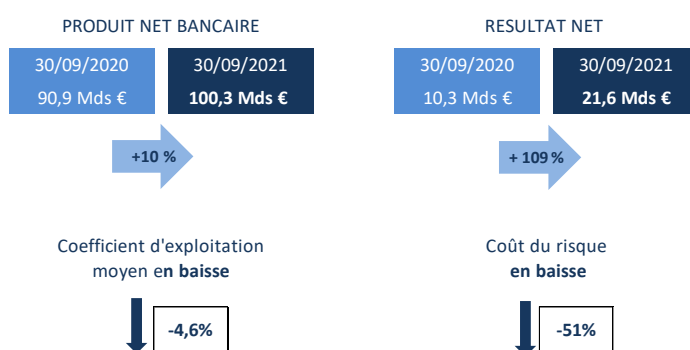 PRODUIT NET BANCAIRE
30/09/2020
90,9 Mds €
30/09/2021
100,3 Mds €
+10 %
Coefficient d'exploitation
moyen en baisse
-4,6%
RESULTAT NET
30/09/2020
10,3 Mds €
30/09/2021
21,6 Mds €
+ 109 %
Coût du risque
en baisse
-51%